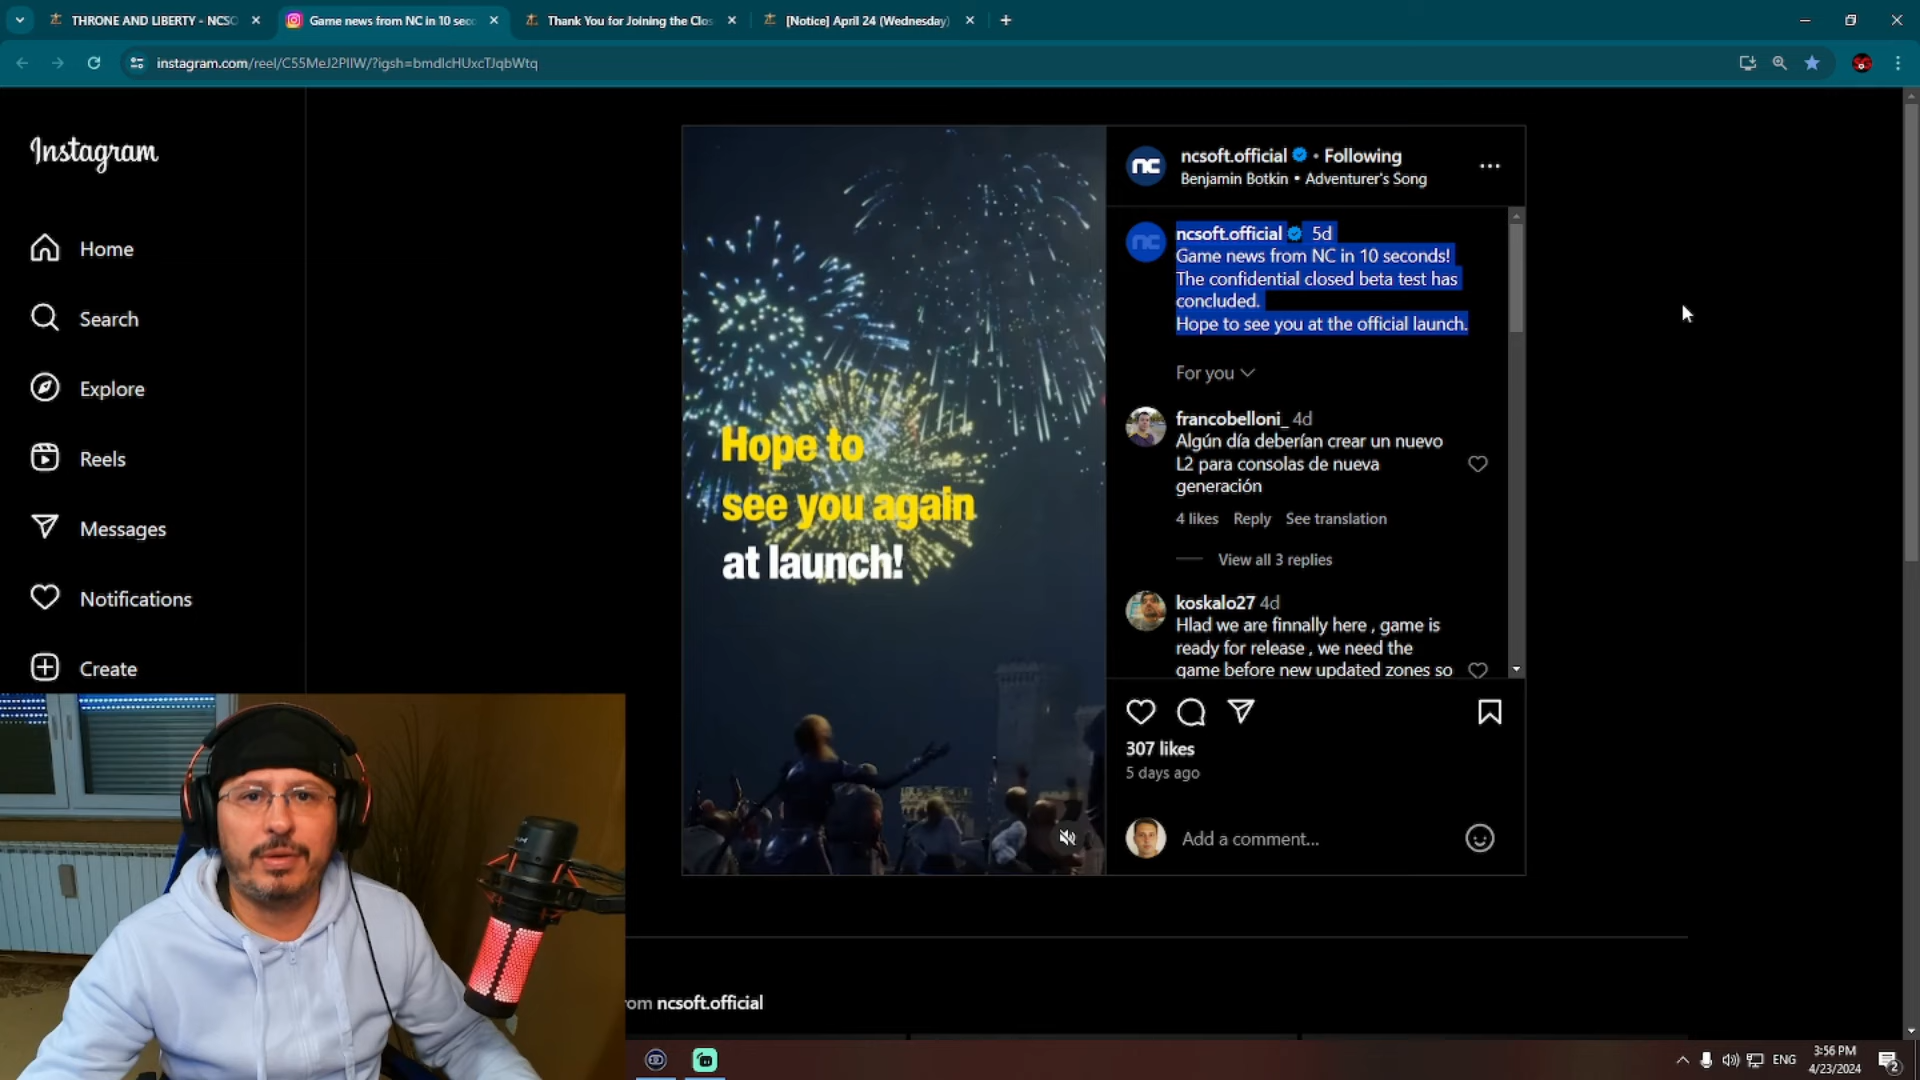 THRONE AND LIBERTY - NCSO
Game news from NC in 10 seco
Thank You for Joining the Clos
[Notice] April 24 (Wednesday)
instagram.com/reel/C55MeJ2PIlW/?igsh=bmdlcHUxcTJqbWtq
Instagram
Home
Search
Explore
Reels
Messages
Notifications
Create
Hope to
see you again
at launch!
nc
ncsoft.official • Following
Benjamin Botkin • Adventurer's Song
nc
ncsoft.official 5d
Game news from NC in 10 seconds!
The confidential closed beta test has
concluded.
Hope to see you at the official launch.
For you
francobelloni_ 4d
Algún día deberían crear un nuevo
L2 para consolas de nueva
generación
4 likes Reply See translation
View all 3 replies
koskalo27 4d
Hlad we are finnally here , game is
ready for release , we need the
game before new updated zones so
307 likes
5 days ago
Add a comment...
om ncsoft.official
ENG
3:56 PM
4/23/2024
2